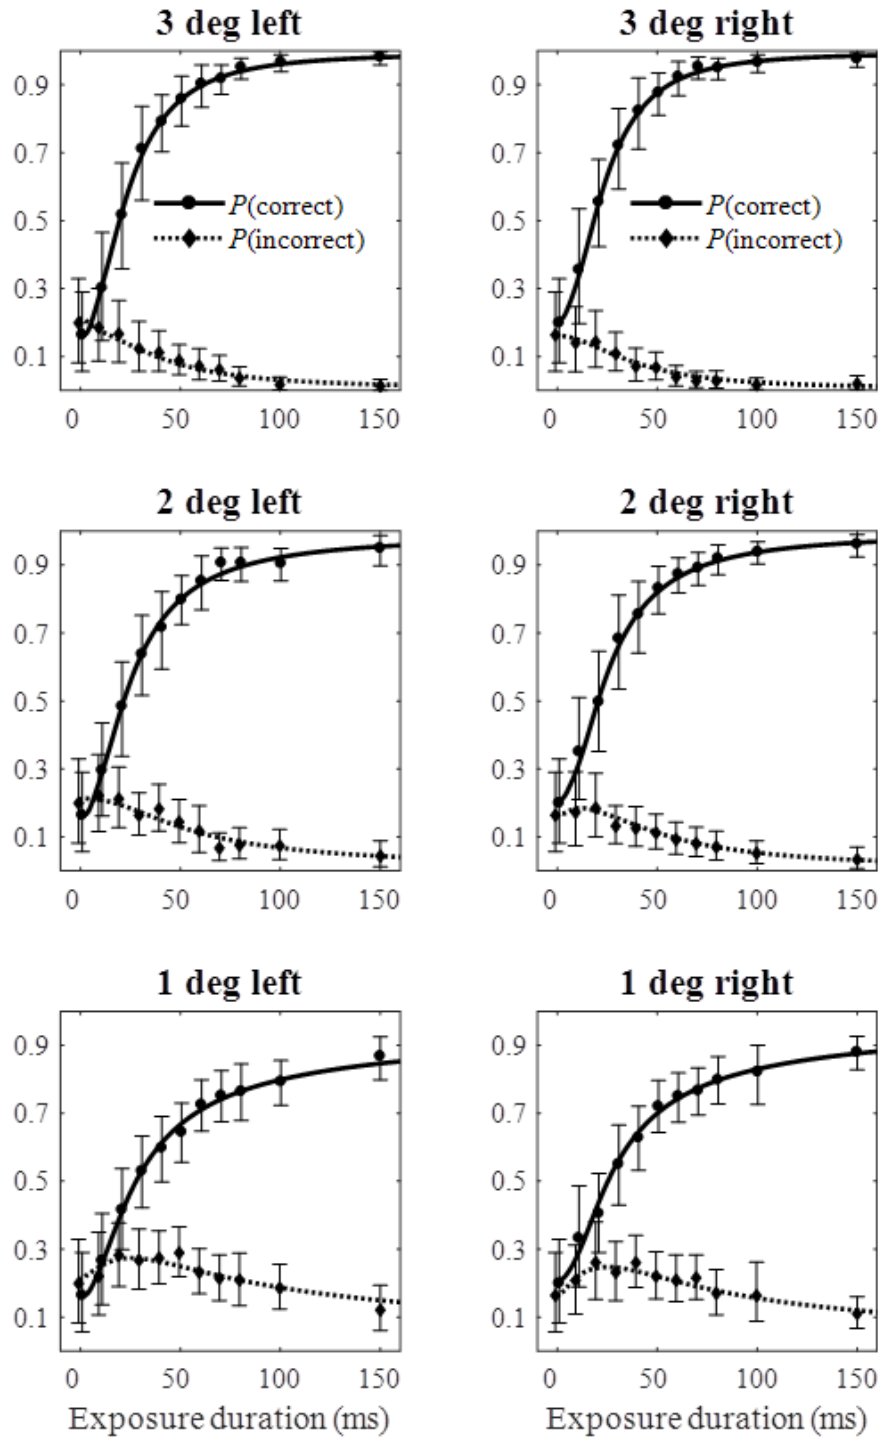 3 deg left
3 deg right
0.9
0.7
0.5
0.3
0.1
P(correct)
P(incorrect)
0 50 100 150
0.9
0.7
0.5
0.3
0.1
P(correct)
P(incorrect)
0 50 100 150
2 deg left
2 deg right
0.9
0.7
0.5
0.3
0.1
0 50 100 150
0.9
0.7
0.5
0.3
0.1
0 50 100 150
1 deg left
1 deg right
0.9
0.7
0.5
0.3
0.1
0 50 100 150
Exposure duration (ms)
0.9
0.7
0.5
0.3
0.1
0 50 100 150
Exposure duration (ms)